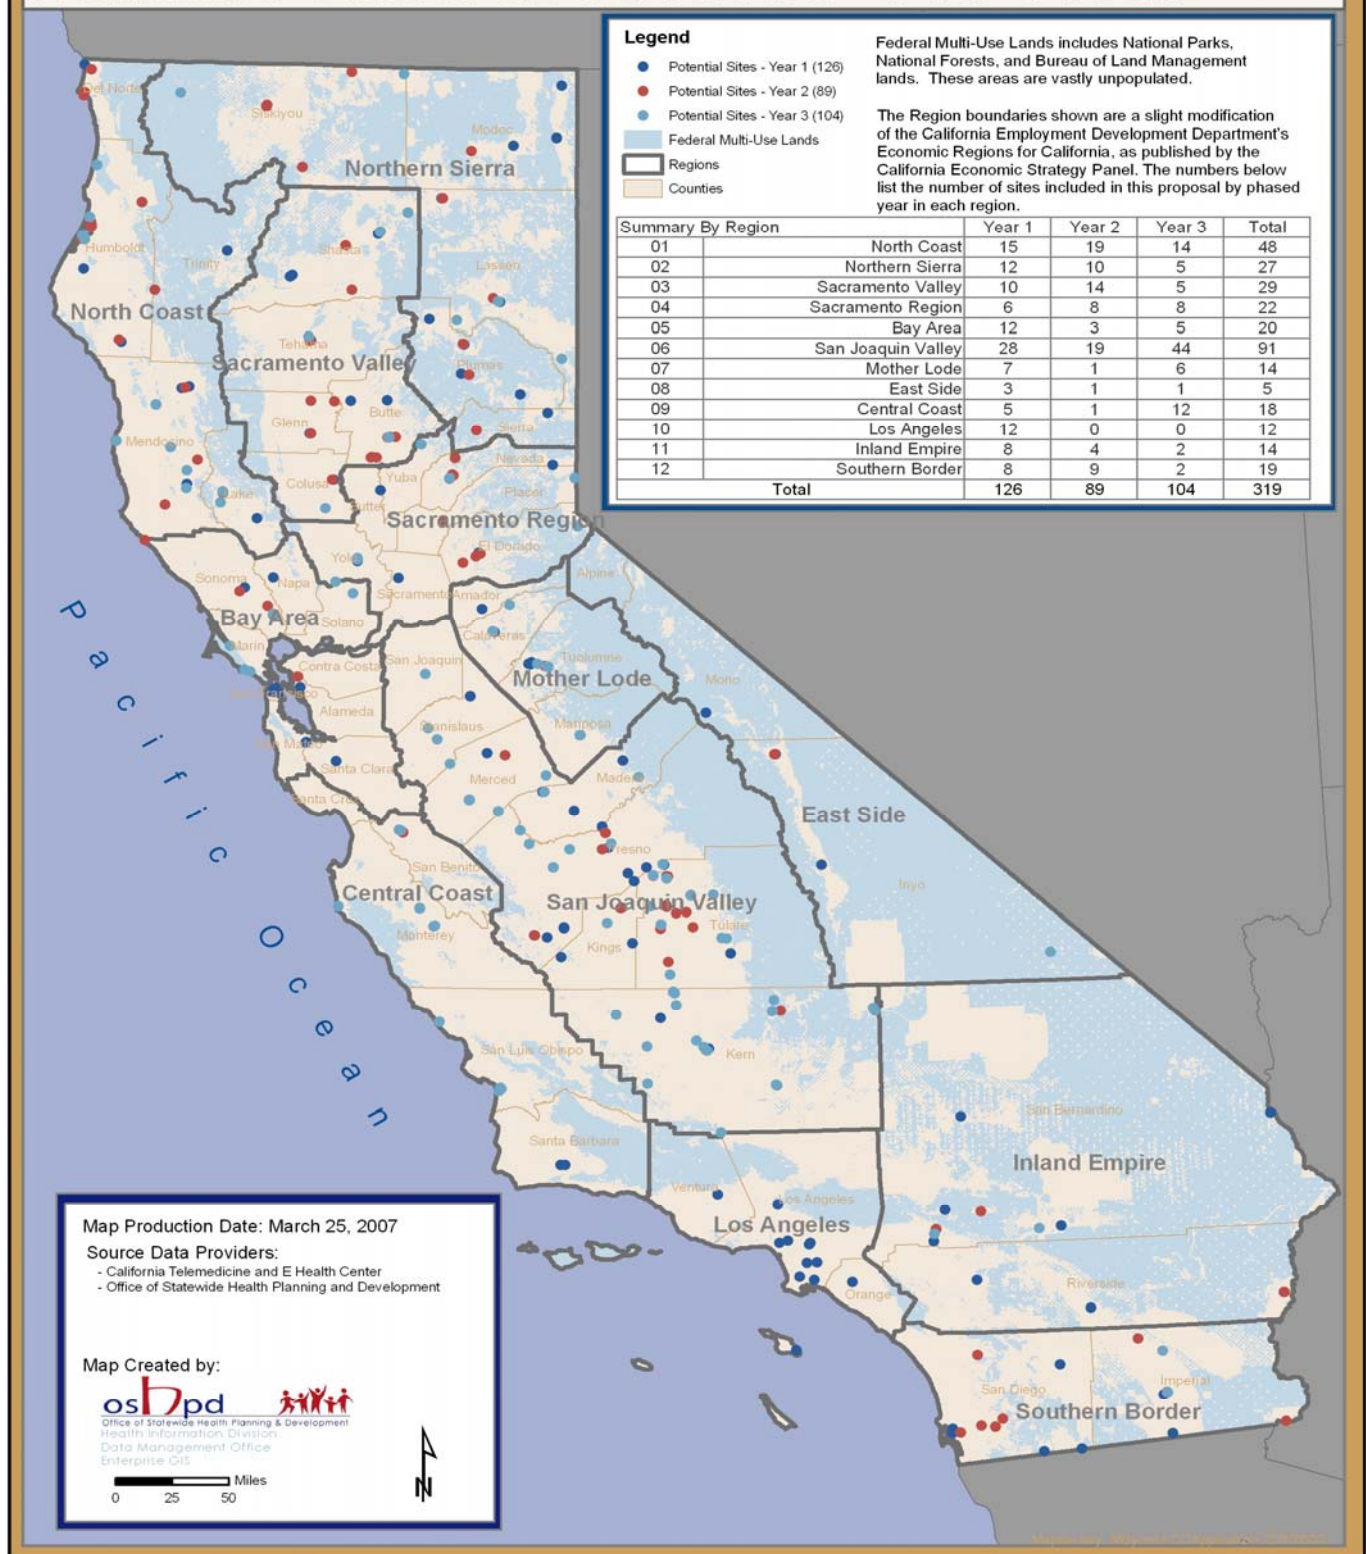 Legend
Potential Sites - Year 1 (126)
Potential Sites - Year 2 (89)
Potential Sites - Year 3 (104)
Federal Multi-Use Lands
Regions
Counties
Federal Multi-Use Lands includes National Parks,
National Forests, and Bureau of Land Management
lands. These areas are vastly unpopulated.
The Region boundaries shown are a slight modification
of the California Employment Development Department's
Economic Regions for California, as published by the
California Economic Strategy Panel. The numbers below
list the number of sites included in this proposal by phased
year in each region.
Summary By Region Year 1 Year 2 Year 3 Total
01 North Coast 15 19 14 48
02 Northern Sierra 12 10 5 27
03 Sacramento Valley 10 14 5 29
04 Sacramento Region 6 8 8 22
05 Bay Area 12 3 5 20
06 San Joaquin Valley 28 19 44 91
07 Mother Lode 7 1 6 14
08 East Side 3 1 1 5
09 Central Coast 5 1 12 18
10 Los Angeles 12 0 0 12
11 Inland Empire 8 4 2 14
12 Southern Border 8 9 2 19
Total 126 89 104 319
Del Norte
Siskiyou
Modoc
Northern Sierra
Humboldt
Trinity
Shasta
Lassen
North Coast
Tehama
Sacramento Valley
Plumas
Glenn
Butte
Sierra
Mendocino
Nevada
Colusa
Yuba
Lake
Placer
Sutter
Sacramento Region
Yolo
El Dorado
Sonoma
Napa
Alpine
Sacramento
Amador
Bay Area
Solano
Marin
Calaveras
Contra Costa
San Joaquin
Tuolumne
Mother Lode
Mono
San Francisco
Alameda
Stanislaus
Mariposa
San Mateo
Santa Clara
Merced
Madera
Santa Cruz
East Side
Fresno
San Benito
Inyo
Central Coast
San Joaquin Valley
Monterey
Kings
Tulare
San Luis Obispo
Kern
San Bernardino
Santa Barbara
Inland Empire
Ventura
Los Angeles
Los Angeles
Riverside
Orange
San Diego
Imperial
Southern Border
Pacific Ocean
Map Production Date: March 25, 2007
Source Data Providers:
- California Telemedicine and E Health Center
- Office of Statewide Health Planning and Development
Map Created by:
oshpd
Office of Statewide Health Planning & Development
Health Information Division
Data Management Office
Enterprise GIS
Miles
0 25 50
N